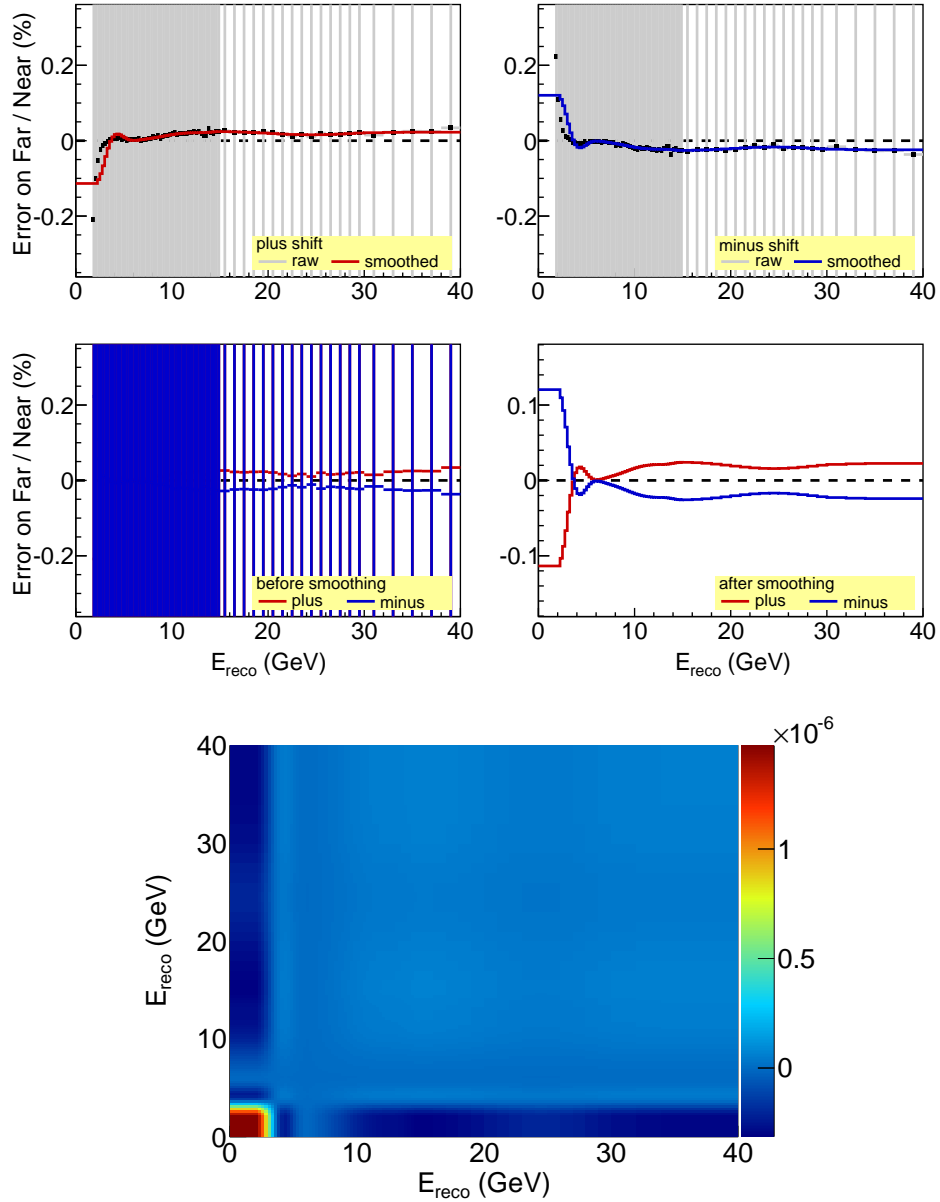 Error on Far / Near (%)
0.2
0
-0.2
plus shift
raw smoothed
0 10 20 30 40
0.2
0
-0.2
minus shift
raw smoothed
0 10 20 30 40
Error on Far / Near (%)
0.2
0
-0.2
before smoothing
plus minus
0 10 20 30 40
E_reco (GeV)
0.1
0
-0.1
after smoothing
plus minus
0 10 20 30 40
E_reco (GeV)
×10⁻⁶
E_reco (GeV)
40
30
20
10
0
1
0.5
0
0 10 20 30 40
E_reco (GeV)